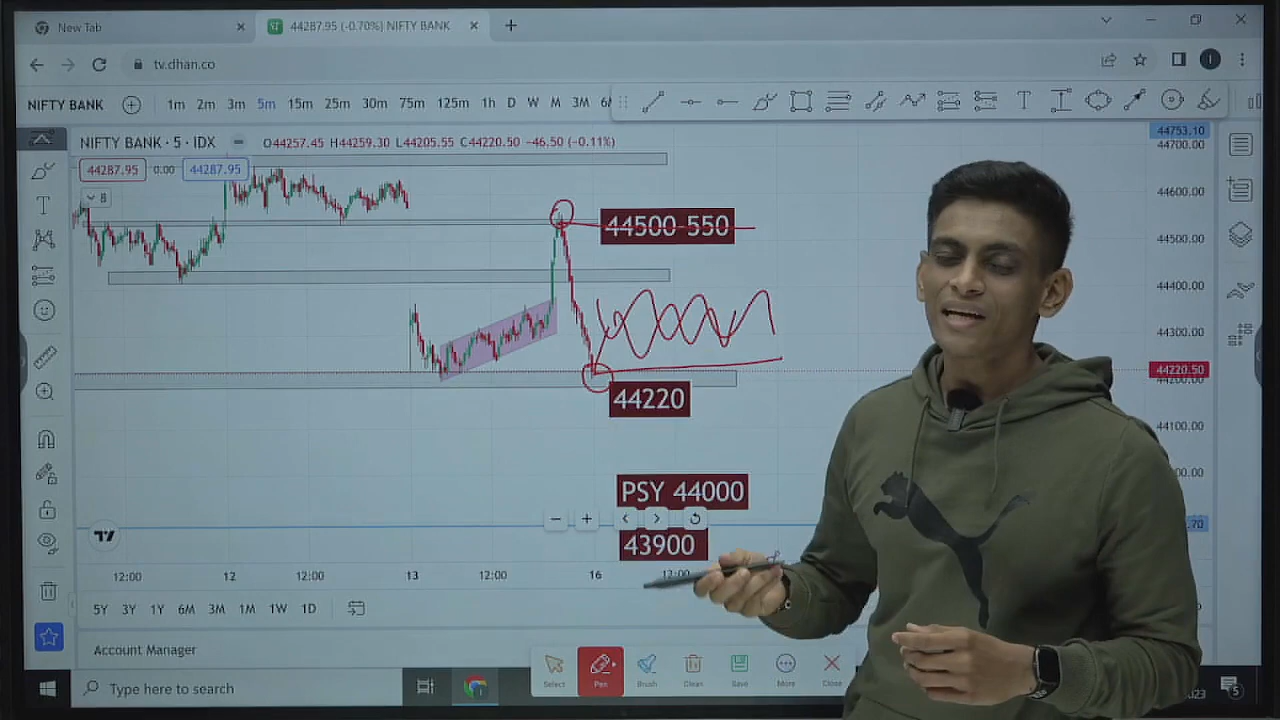 New Tab
44287.95 (-0.70%) NIFTY BANK
tv.dhan.co
NIFTY BANK 1m 2m 3m 5m 15m 25m 30m 75m 125m 1h D W M 3M
NIFTY BANK · 5 · IDX O44257.45 H44259.30 L44205.55 C44220.50 -46.50 (-0.11%)
44287.95 0.00 44287.95
8
44753.10
44700.00
44600.00
44500.00
44400.00
44300.00
44220.50
44200.00
44100.00
44500-550
44220
PSY 44000
43900
12:00 12 12:00 13 12:00 16 12:00
5Y 3Y 1Y 6M 3M 1M 1W 1D
Account Manager
Select Pen Brush Clean Save More Close
Type here to search
5